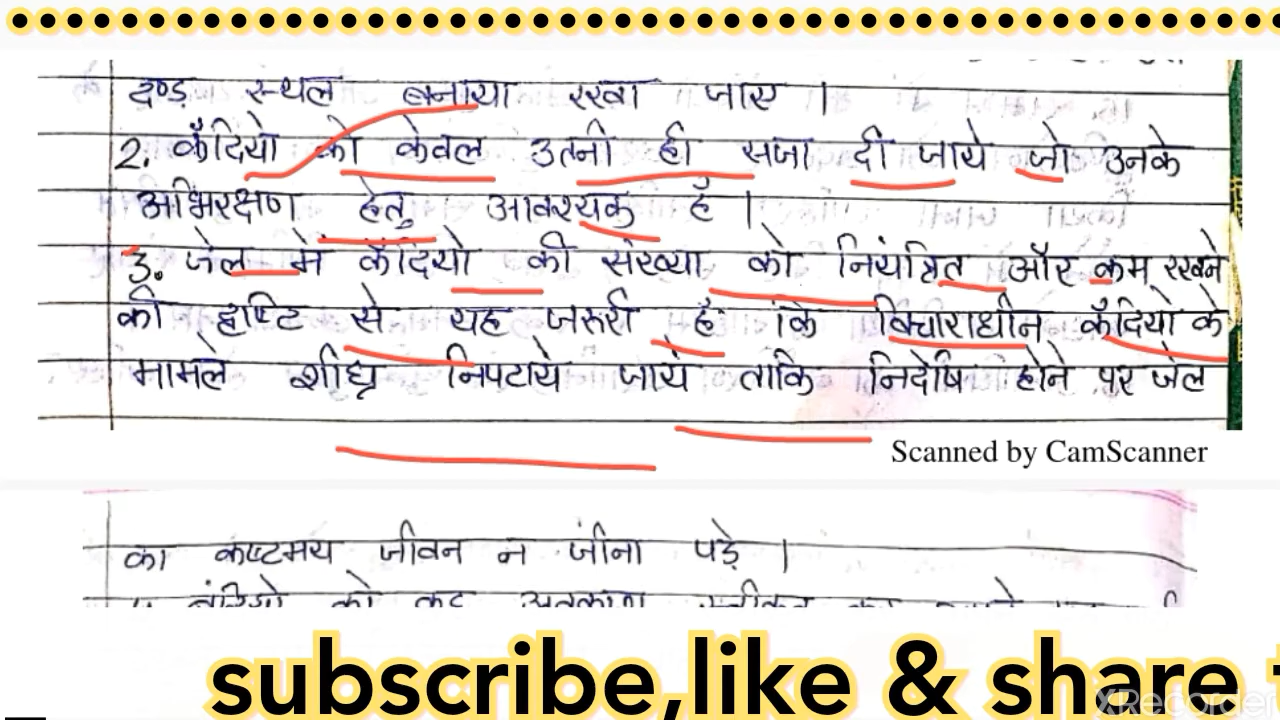 दण्ड स्थल बनाया रखा जाए ।
2. कैदियो को केवल उतनी ही सजा दी जाये जो उनके
अभिरक्षण हेतु आवश्यक है ।
3. जेल में कैदियो की संख्या को नियंत्रित और कम रखने
की दृष्टि से यह जरूरी है कि विचाराधीन कैदियो के
मामले शीघ्र निपटाये जाये ताकि निर्दोष होने पर जेल
Scanned by CamScanner
का कष्टमय जीवन न जीना पड़े ।
subscribe,like & share
XRecorder